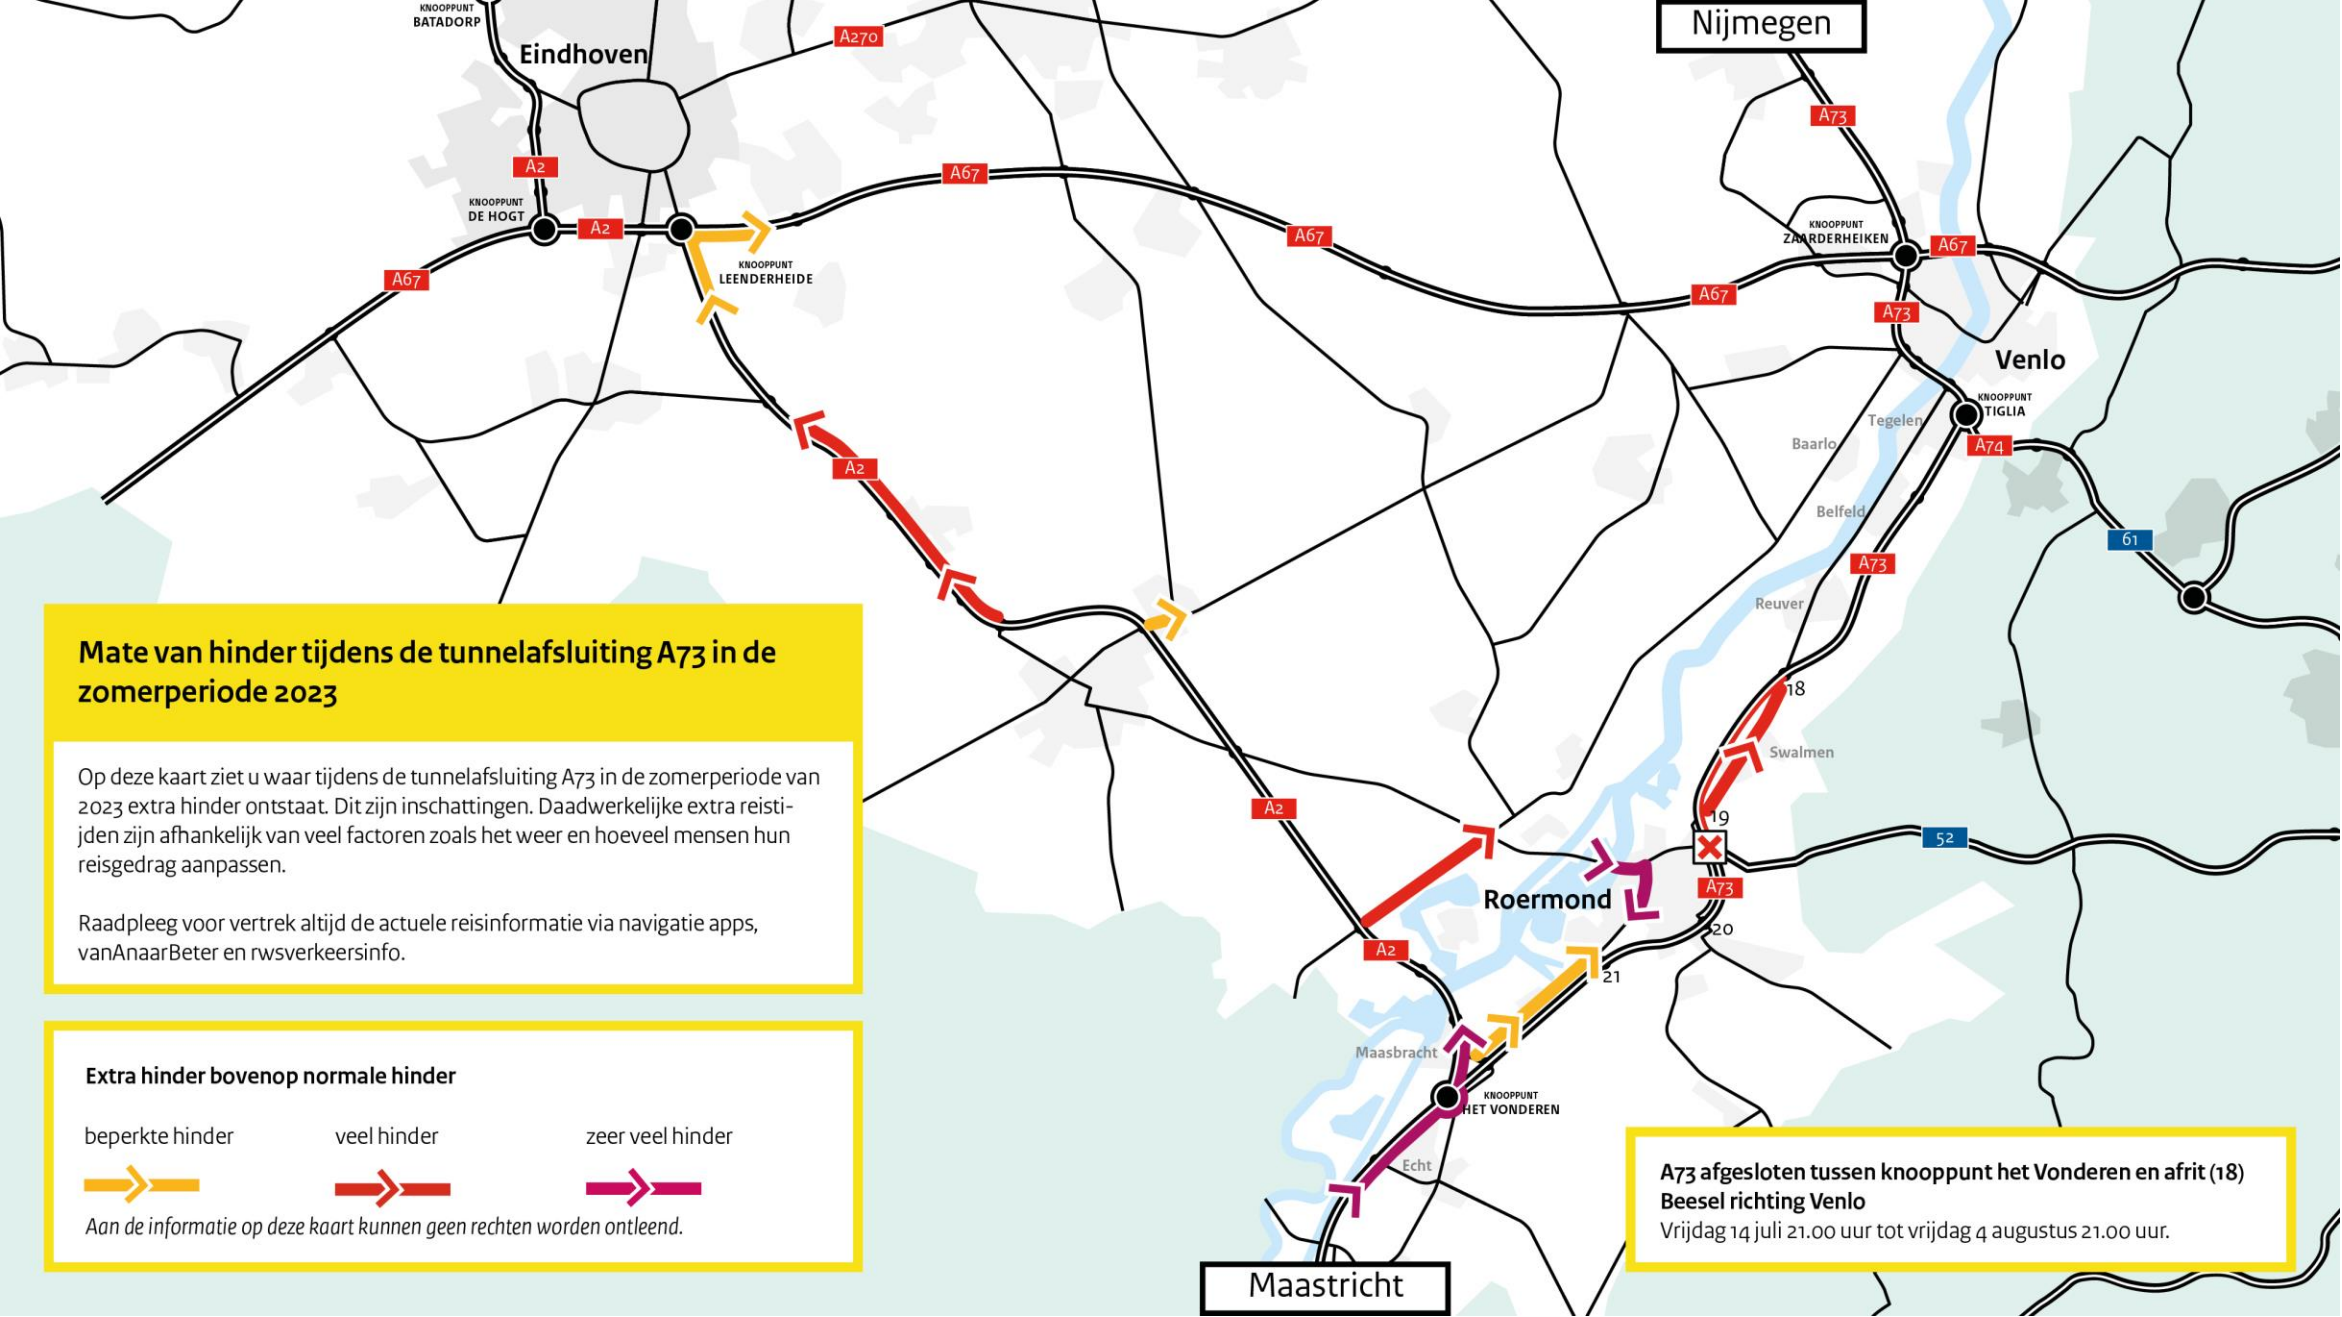 KNOOPPUNT
BATADORP
Eindhoven
A270
Nijmegen
A73
A2
A67
KNOOPPUNT
DE HOGT
A2
A67
KNOOPPUNT
LEENDERHEIDE
A67
A67
KNOOPPUNT
ZAARDERHEIKEN
A67
A67
A73
Venlo
KNOOPPUNT
TIGLIA
Tegelen
Baarlo
A74
A2
Belfeld
61
A73
Reuver
Mate van hinder tijdens de tunnelafsluiting A73 in de
zomerperiode 2023
Op deze kaart ziet u waar tijdens de tunnelafsluiting A73 in de zomerperiode van
2023 extra hinder ontstaat. Dit zijn inschattingen. Daadwerkelijke extra reisti-
jden zijn afhankelijk van veel factoren zoals het weer en hoeveel mensen hun
reisgedrag aanpassen.
Raadpleeg voor vertrek altijd de actuele reisinformatie via navigatie apps,
vanAnaarBeter en rwsverkeersinfo.
18
Swalmen
A2
19
52
A73
Roermond
20
A2
21
Maasbracht
KNOOPPUNT
HET VONDEREN
Echt
Extra hinder bovenop normale hinder
beperkte hinder
veel hinder
zeer veel hinder
Aan de informatie op deze kaart kunnen geen rechten worden ontleend.
A73 afgesloten tussen knooppunt het Vonderen en afrit (18)
Beesel richting Venlo
Vrijdag 14 juli 21.00 uur tot vrijdag 4 augustus 21.00 uur.
Maastricht